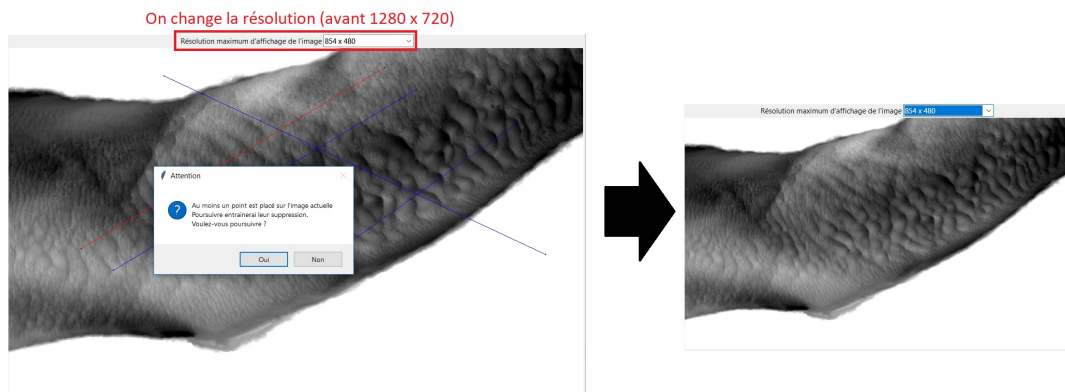 On change la résolution (avant 1280 x 720)
Résolution maximum d'affichage de l'image 854 x 480
Attention
Au moins un point est placé sur l'image actuelle
Poursuivre entrainerai leur suppression.
Voulez-vous poursuivre ?
Oui Non
Résolution maximum d'affichage de l'image 854 x 480